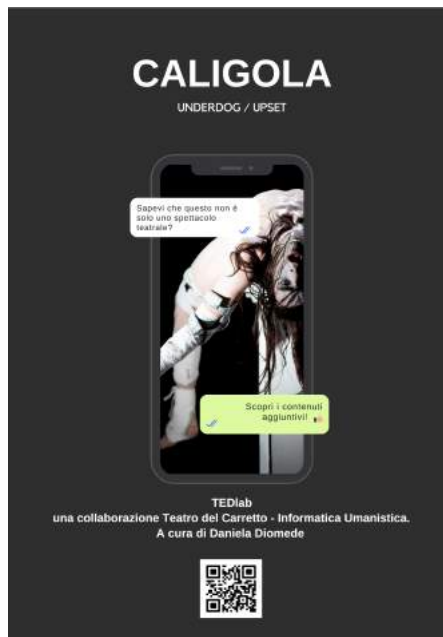 CALIGOLA
UNDERDOG / UPSET
Sapevi che questo non è
solo uno spettacolo
teatrale?
Scopri i contenuti
aggiuntivi!
TEDlab
una collaborazione Teatro del Carretto - Informatica Umanistica.
A cura di Daniela Diomede